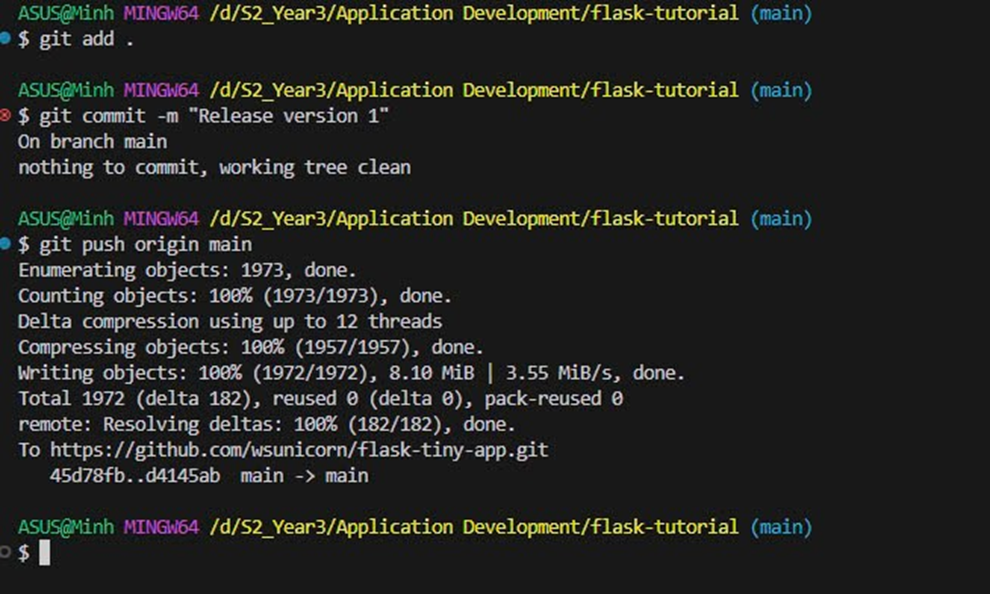 ASUS@Minh MINGW64 /d/S2_Year3/Application Development/flask-tutorial (main)
$ git add .
ASUS@Minh MINGW64 /d/S2_Year3/Application Development/flask-tutorial (main)
$ git commit -m "Release version 1"
On branch main
nothing to commit, working tree clean
ASUS@Minh MINGW64 /d/S2_Year3/Application Development/flask-tutorial (main)
$ git push origin main
Enumerating objects: 1973, done.
Counting objects: 100% (1973/1973), done.
Delta compression using up to 12 threads
Compressing objects: 100% (1957/1957), done.
Writing objects: 100% (1972/1972), 8.10 MiB | 3.55 MiB/s, done.
Total 1972 (delta 182), reused 0 (delta 0), pack-reused 0
remote: Resolving deltas: 100% (182/182), done.
To https://github.com/wsunicorn/flask-tiny-app.git
   45d78fb..d4145ab  main -> main
ASUS@Minh MINGW64 /d/S2_Year3/Application Development/flask-tutorial (main)
$